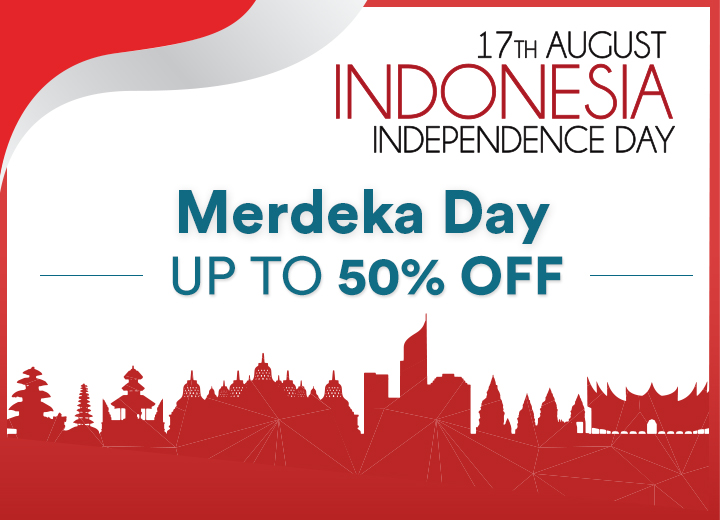 17TH AUGUST
INDONESIA
INDEPENDENCE DAY
Merdeka Day
UP TO 50% OFF